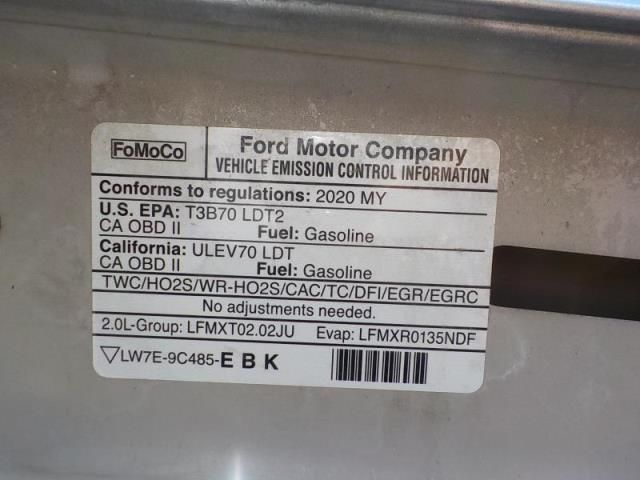 FoMoCo
Ford Motor Company
VEHICLE EMISSION CONTROL INFORMATION
Conforms to regulations: 2020 MY
U.S. EPA: T3B70 LDT2
CA OBD II Fuel: Gasoline
California: ULEV70 LDT
CA OBD II Fuel: Gasoline
TWC/HO2S/WR-HO2S/CAC/TC/DFI/EGR/EGRC
No adjustments needed.
2.0L-Group: LFMXT02.02JU Evap: LFMXR0135NDF
▽LW7E-9C485-E B K